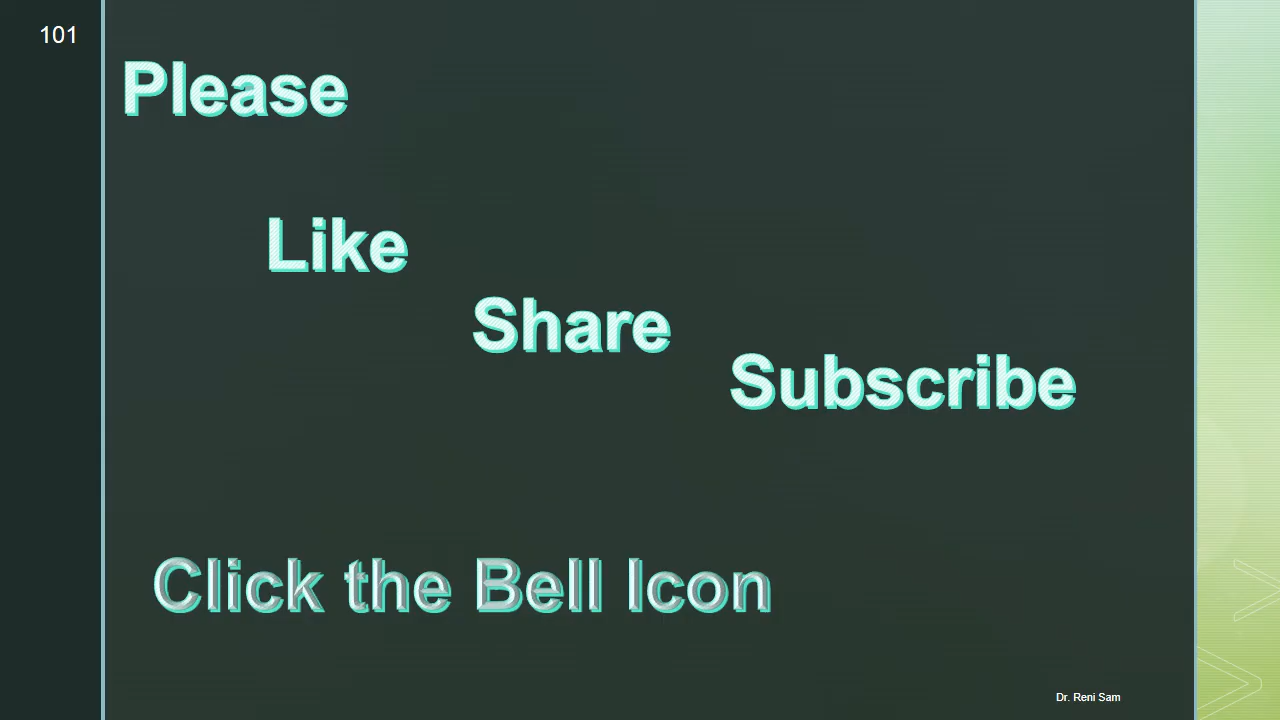 101
Please
Like
Share
Subscribe
Click the Bell Icon
Dr. Reni Sam